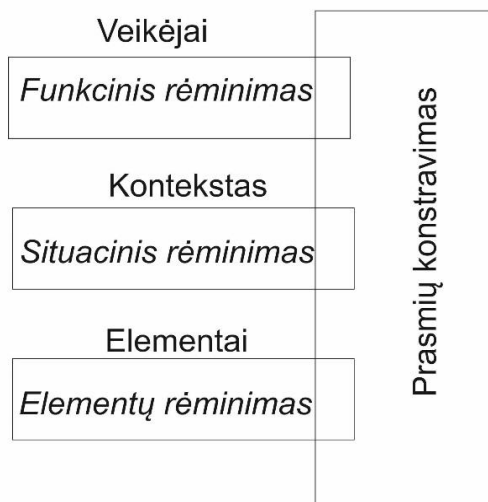 Veikėjai
Funkcinis rėminimas
Kontekstas
Situacinis rėminimas
Elementai
Elementų rėminimas
Prasmių konstravimas